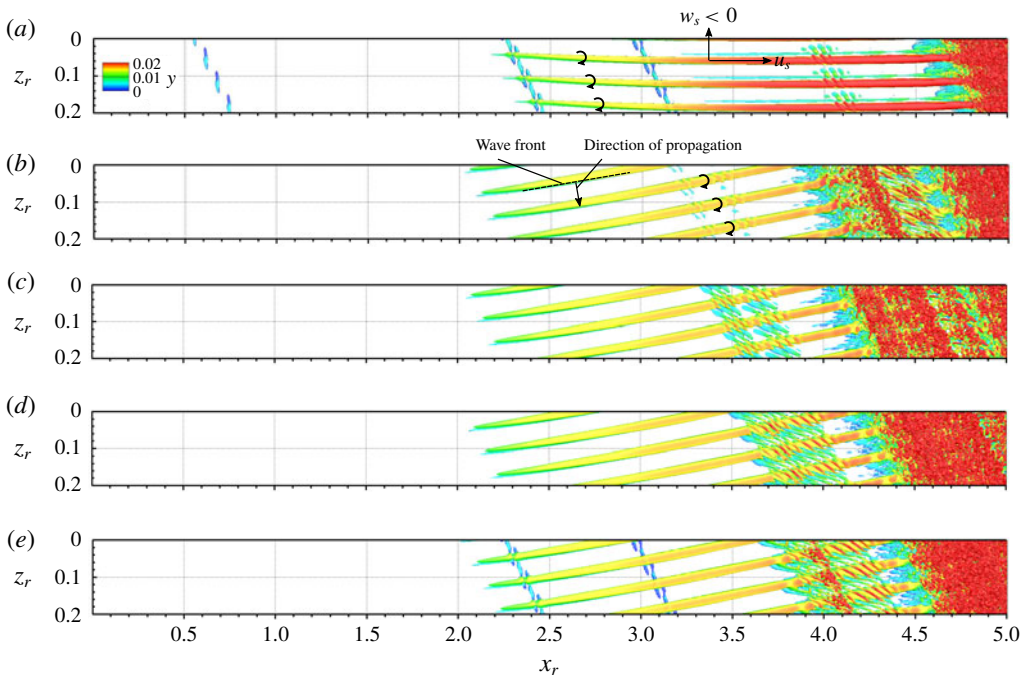 (a)
w_s < 0
0
0.1
0.2
z_r
0.02
0.01 y
0
u_s
(b)
Wave front
Direction of propagation
0
0.1
0.2
z_r
(c)
0
0.1
0.2
z_r
(d)
0
0.1
0.2
z_r
(e)
0
0.1
0.2
z_r
0.5 1.0 1.5 2.0 2.5 3.0 3.5 4.0 4.5 5.0
x_r